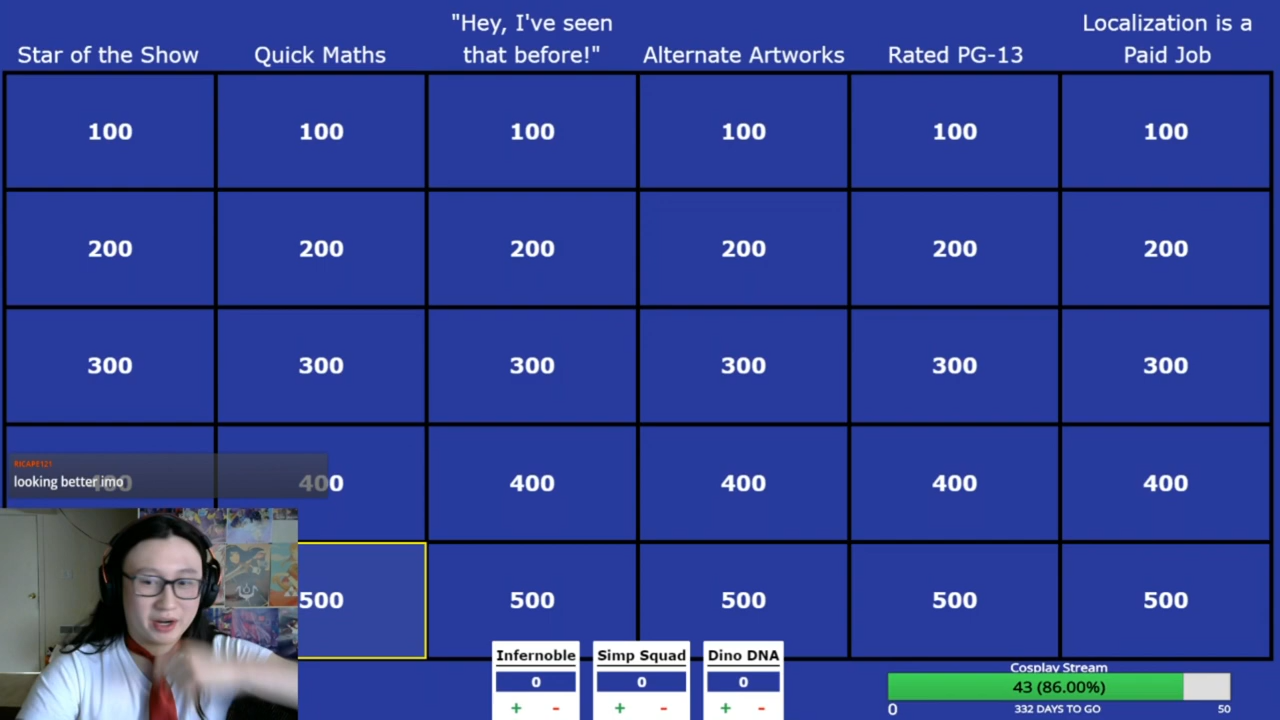 Star of the Show
Quick Maths
"Hey, I've seen
that before!"
Alternate Artworks
Rated PG-13
Localization is a
Paid Job
100 100 100 100 100 100
200 200 200 200 200 200
300 300 300 300 300 300
RICAPE121
looking better imo
400 400 400 400 400 400
500 500 500 500 500
Infernoble
0
+ -
Simp Squad
0
+ -
Dino DNA
0
+ -
Cosplay Stream
43 (86.00%)
0 332 DAYS TO GO 50